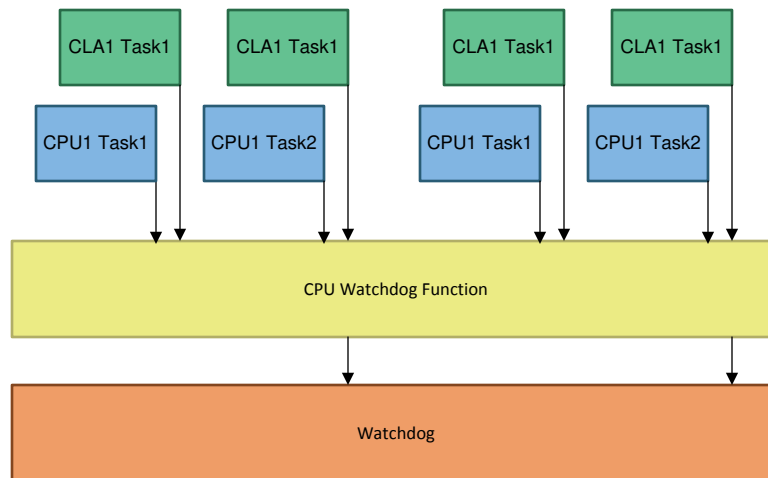 CLA1 Task1
CLA1 Task1
CLA1 Task1
CLA1 Task1
CPU1 Task1
CPU1 Task2
CPU1 Task1
CPU1 Task2
CPU Watchdog Function
Watchdog